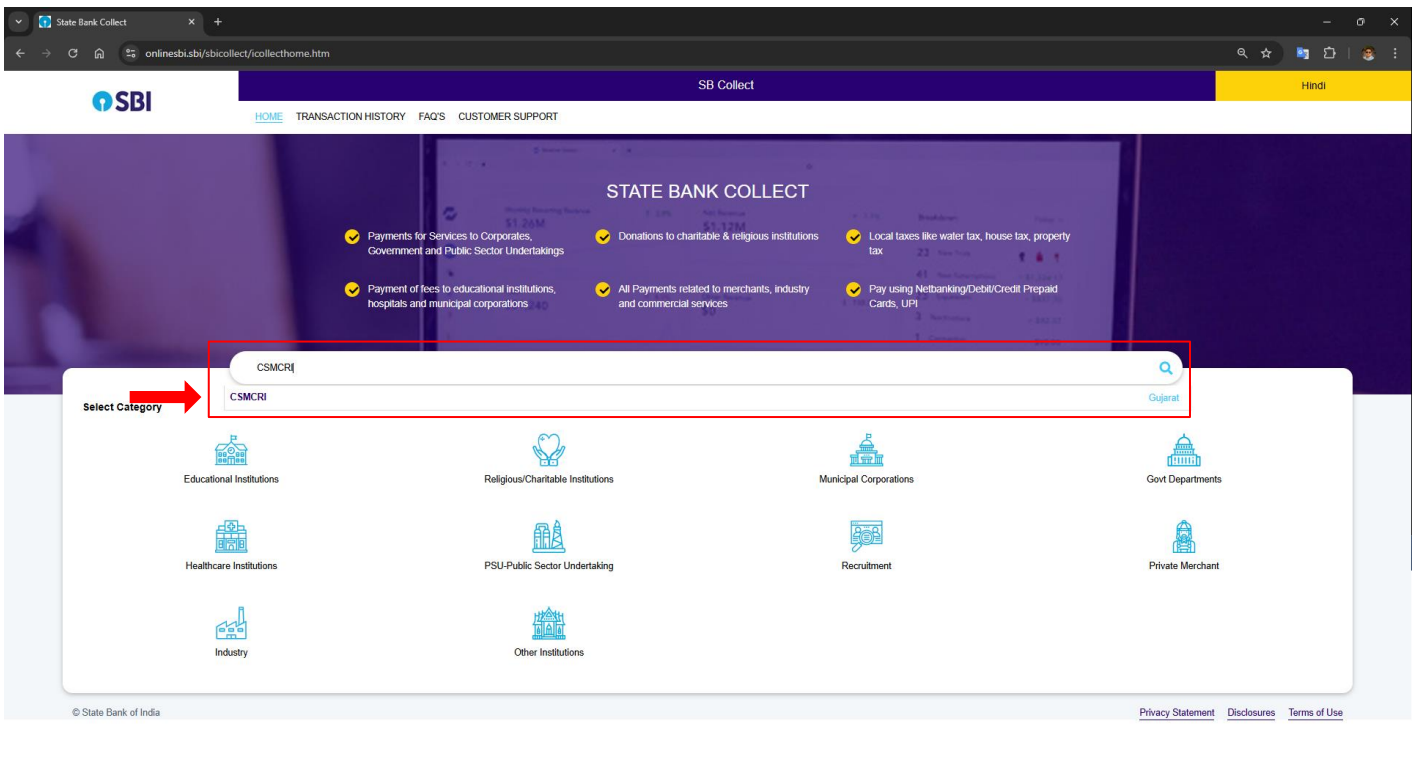 State Bank Collect
onlinesbi.sbi/sbicollect/icollecthome.htm
SBI
SB Collect
Hindi
HOME TRANSACTION HISTORY FAQ'S CUSTOMER SUPPORT
STATE BANK COLLECT
Payments for Services to Corporates,
Government and Public Sector Undertakings
Donations to charitable & religious institutions
Local taxes like water tax, house tax, property
tax
Payment of fees to educational institutions,
hospitals and municipal corporations
All Payments related to merchants, industry
and commercial services
Pay using Netbanking/Debit/Credit Prepaid
Cards, UPI
$1.26M
$1.12M
CSMCRI
CSMCRI Gujarat
Select Category
Educational Institutions
Religious/Charitable Institutions
Municipal Corporations
Govt Departments
Healthcare Institutions
PSU-Public Sector Undertaking
Recruitment
Private Merchant
Industry
Other Institutions
© State Bank of India
Privacy Statement Disclosures Terms of Use